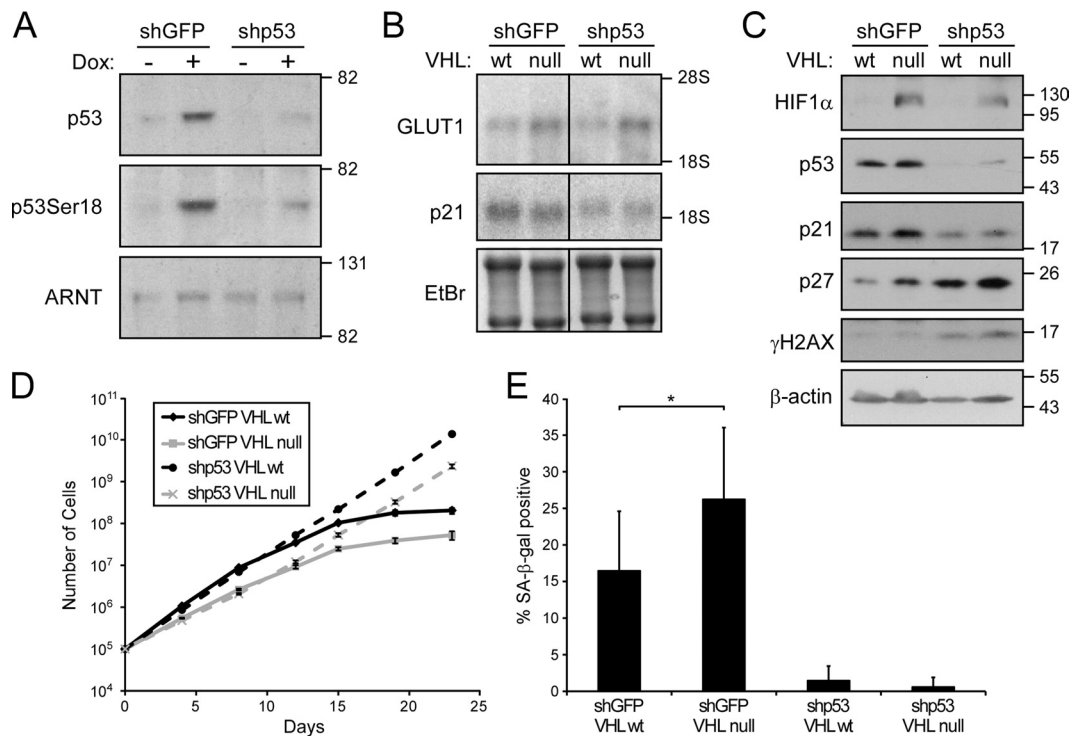 A
shGFP shp53
Dox: - + - +
p53
82
p53Ser18
82
ARNT
131
82
B
shGFP shp53
VHL: wt null wt null
GLUT1
28S
18S
p21
18S
EtBr
C
shGFP shp53
VHL: wt null wt null
HIF1α
130
95
p53
55
43
p21
17
p27
26
γH2AX
17
β-actin
55
43
D
Number of Cells
10¹¹
10¹⁰
10⁹
10⁸
10⁷
10⁶
10⁵
10⁴
shGFP VHL wt
shGFP VHL null
shp53 VHL wt
shp53 VHL null
0 5 10 15 20 25
Days
E
% SA-β-gal positive
40
35
30
25
20
15
10
5
0
*
shGFP VHL wt
shGFP VHL null
shp53 VHL wt
shp53 VHL null